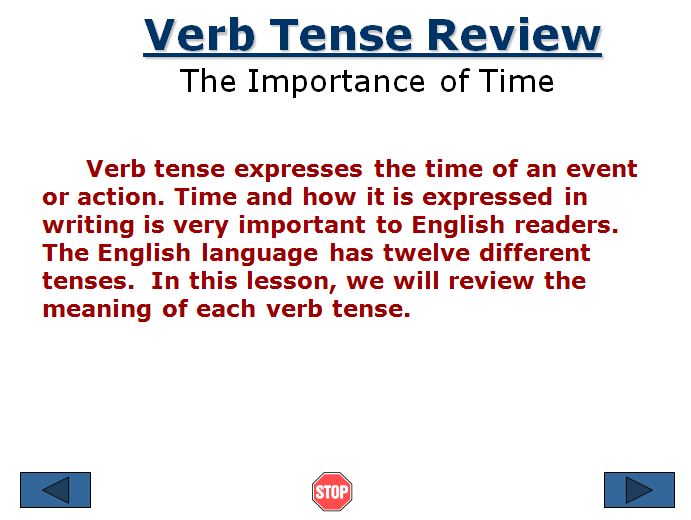 Verb Tense Review
The Importance of Time
Verb tense expresses the time of an event
or action. Time and how it is expressed in
writing is very important to English readers.
The English language has twelve different
tenses.  In this lesson, we will review the
meaning of each verb tense.
STOP